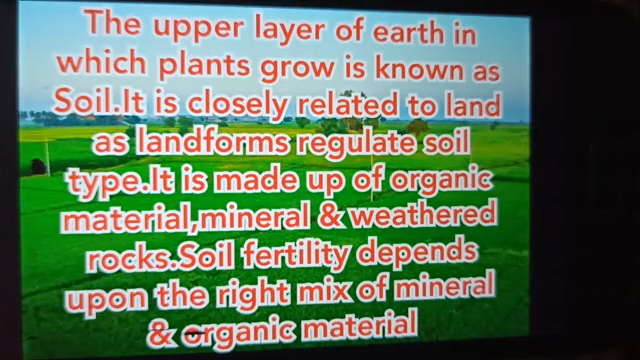 The upper layer of earth in
which plants grow is known as
Soil.It is closely related to land
as landforms regulate soil
type.It is made up of organic
material,mineral & weathered
rocks.Soil fertility depends
upon the right mix of mineral
& organic material